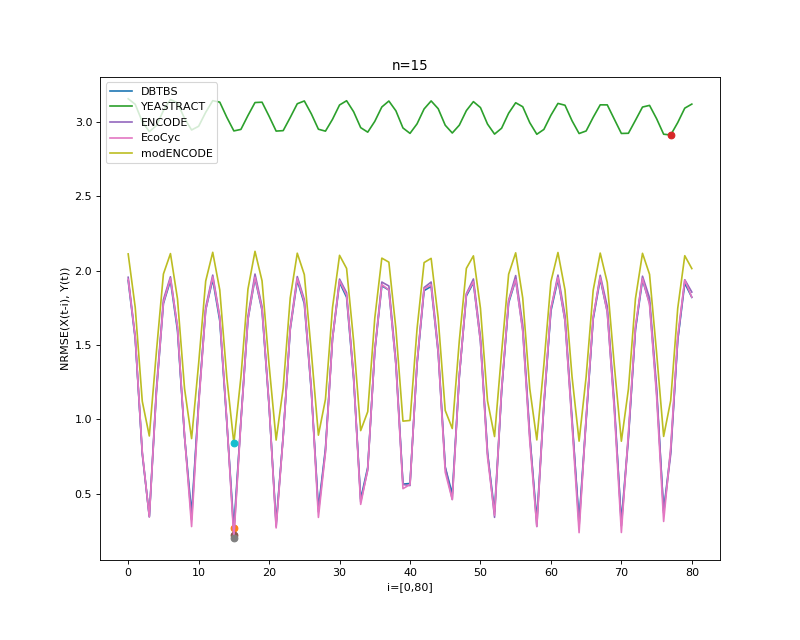 n=15
DBTBS
YEASTRACT
ENCODE
EcoCyc
modENCODE
NRMSE(X(t-i), Y(t))
3.0
2.5
2.0
1.5
1.0
0.5
0 10 20 30 40 50 60 70 80
i=[0,80]